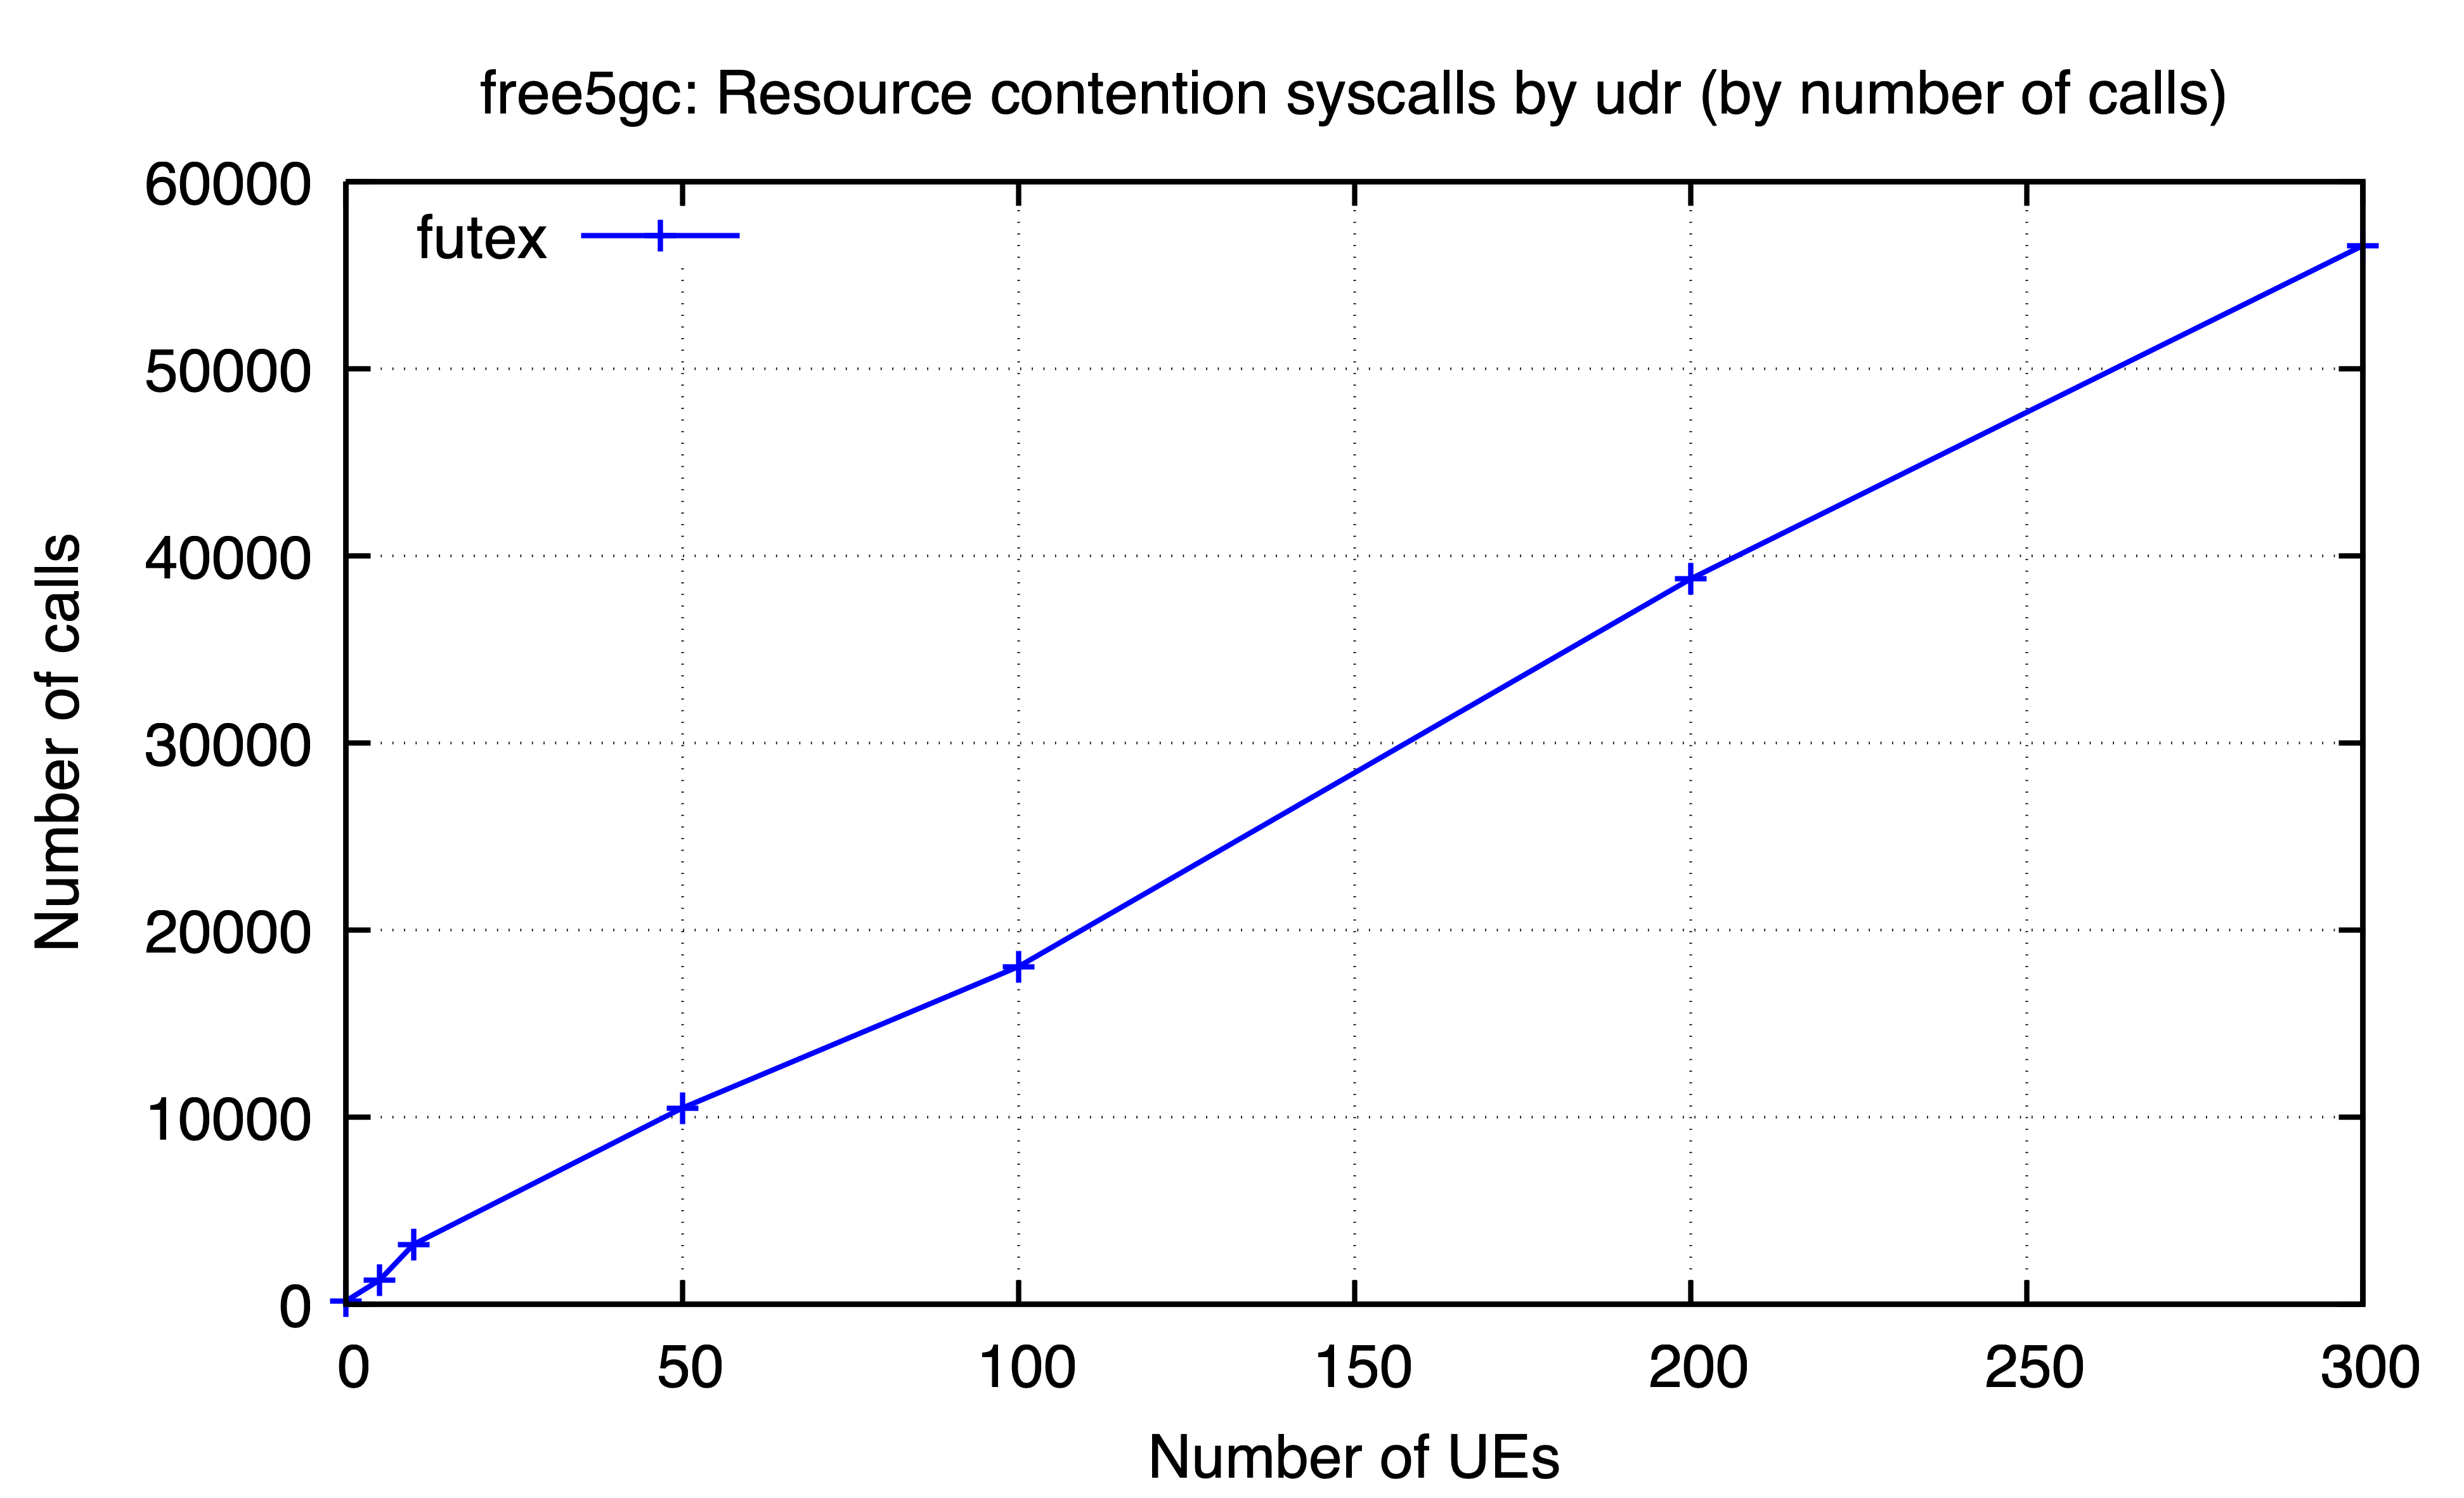 free5gc: Resource contention syscalls by udr (by number of calls)
60000
futex
50000
40000
30000
20000
10000
0
Number of calls
0 50 100 150 200 250 300
Number of UEs